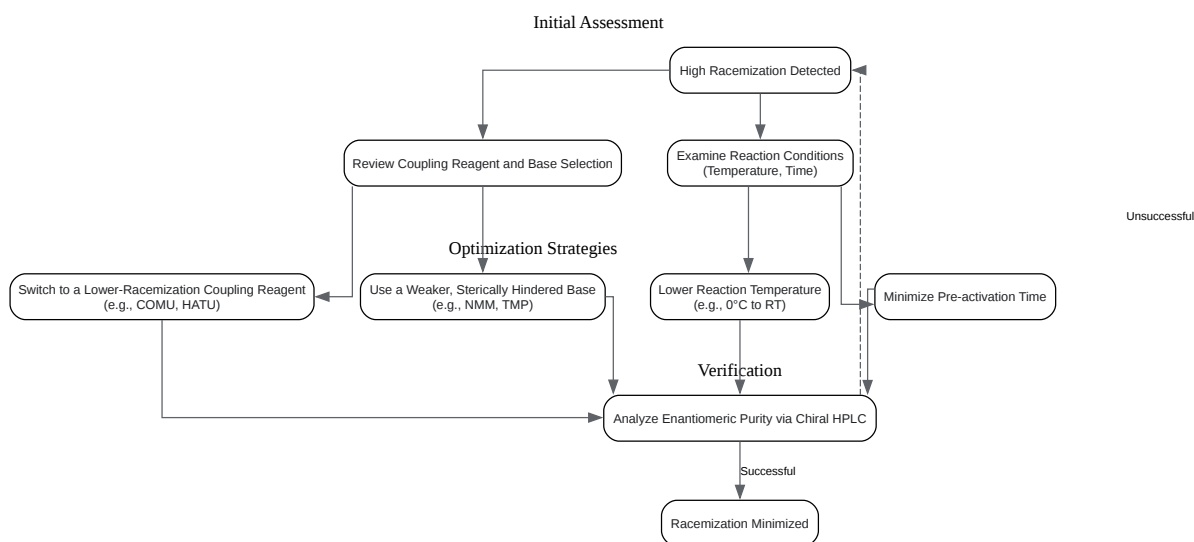 Initial Assessment
High Racemization Detected
Review Coupling Reagent and Base Selection
Examine Reaction Conditions
(Temperature, Time)
Unsuccessful
Optimization Strategies
Switch to a Lower-Racemization Coupling Reagent
(e.g., COMU, HATU)
Use a Weaker, Sterically Hindered Base
(e.g., NMM, TMP)
Lower Reaction Temperature
(e.g., 0°C to RT)
Minimize Pre-activation Time
Verification
Analyze Enantiomeric Purity via Chiral HPLC
Successful
Racemization Minimized